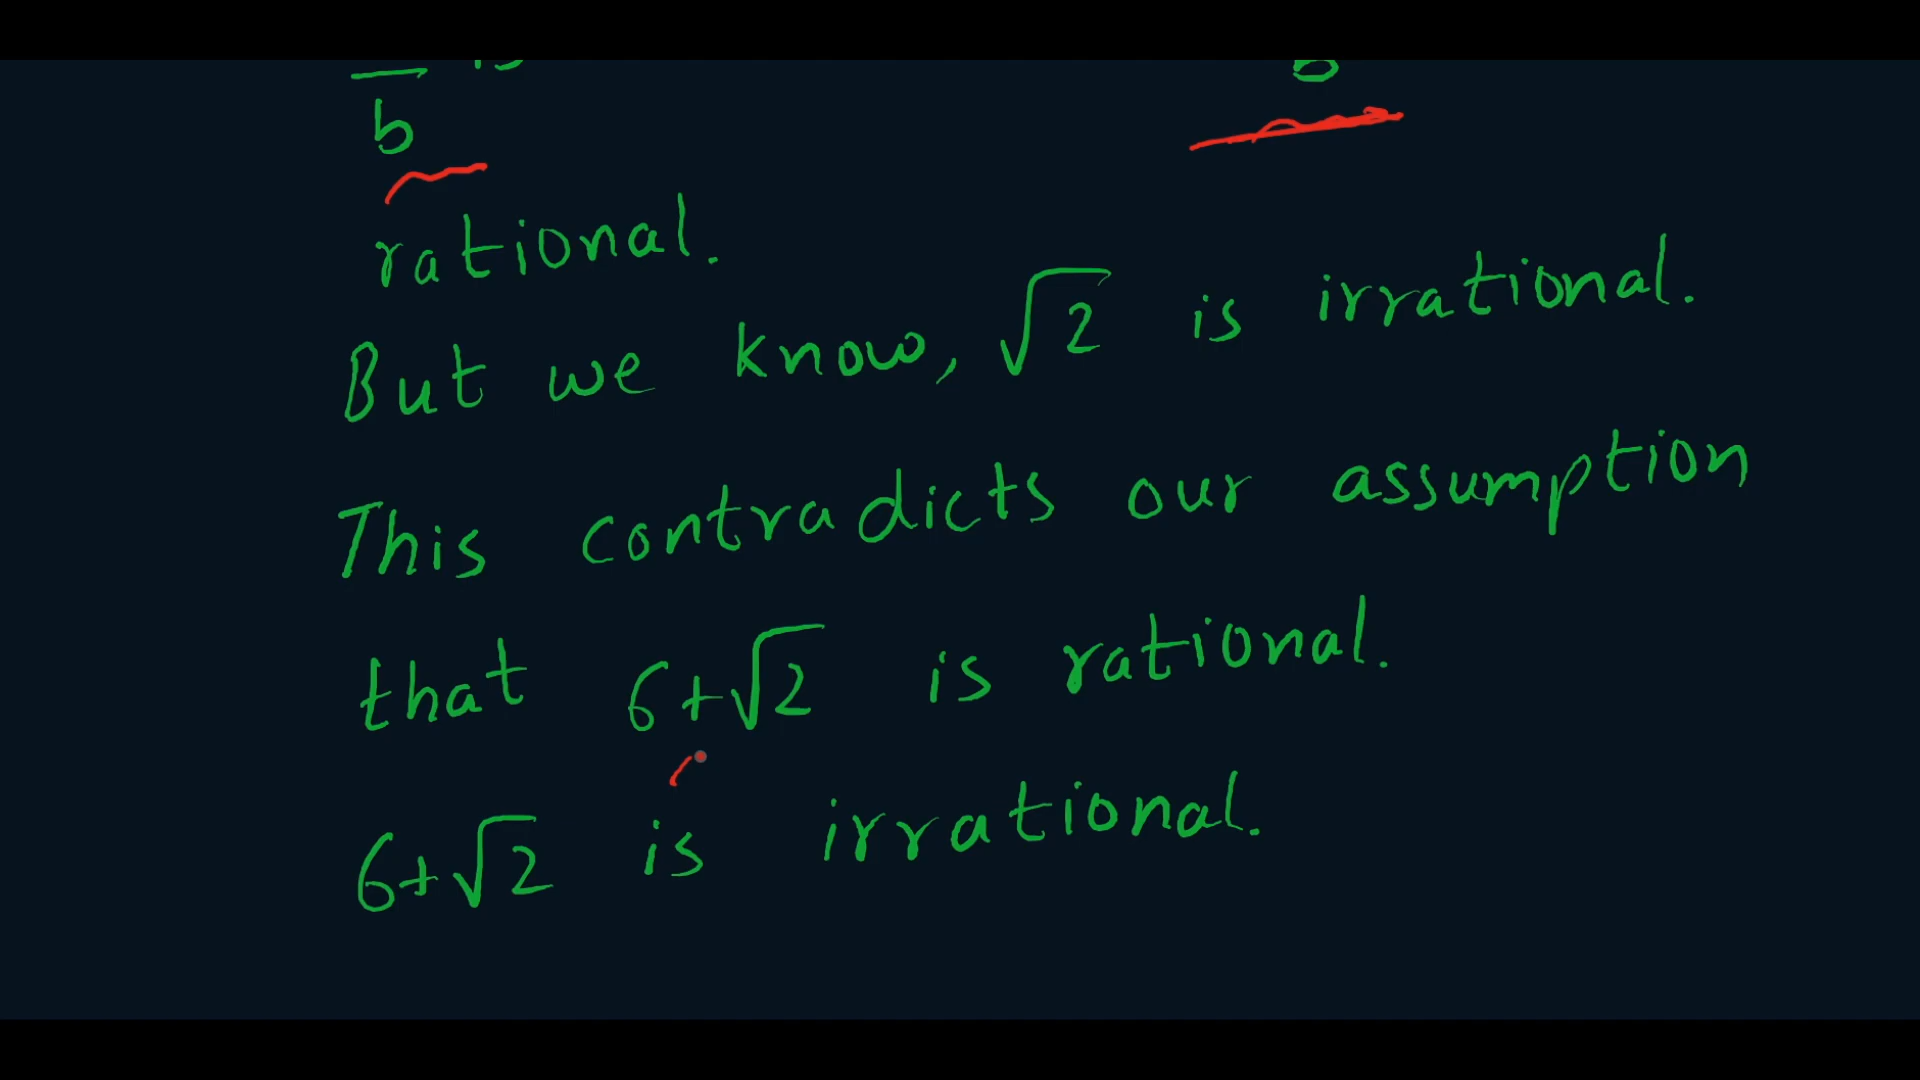 b
rational.
But we know, √2 is irrational.
This contradicts our assumption
that 6+√2 is rational.
6+√2 is irrational.